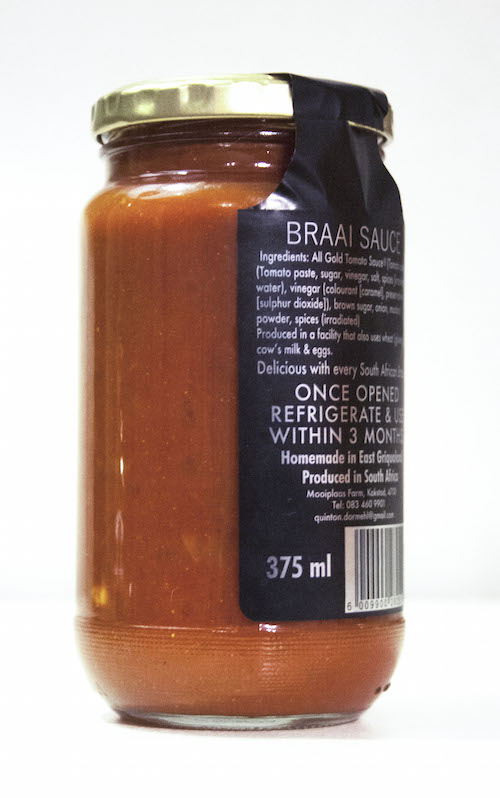 BRAAI SAUCE
Ingredients: All Gold Tomato Sauce
(Tomato paste, sugar, vinegar, salt, spices
water), vinegar (colourant [caramel],
[sulphur dioxide]), brown sugar, onion,
powder, spices (irradiated)
Produced in a facility that also uses wheat
cow's milk & eggs.
Delicious with every South African
ONCE OPENED
REFRIGERATE & USE
WITHIN 3 MONTHS
Homemade in East Griqualand
Produced in South Africa
Mooiplaas Farm, Kokstad, 4700
Tel: 083 460 9901
quinton.dormehl@gmail.com
375 ml
6 009900